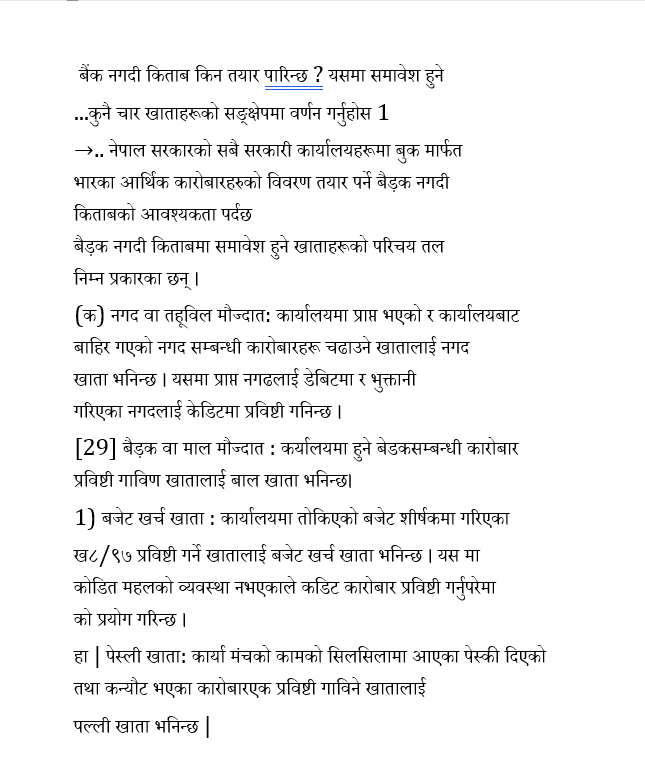 बैंक नगदी किताब किन तयार पारिन्छ ? यसमा समावेश हुने
...कुनै चार खाताहरूको सङ्क्षेपमा वर्णन गर्नुहोस 1
→.. नेपाल सरकारको सबै सरकारी कार्यालयहरूमा बुक मार्फत
भारका आर्थिक कारोबारहरुको विवरण तयार पर्ने बैड़क नगदी
किताबको आवश्यकता पर्दछ
बैड़क नगदी किताबमा समावेश हुने खाताहरूको परिचय तल
निम्न प्रकारका छन् ।
(क) नगद वा तहूविल मौज्दात: कार्यालयमा प्राप्त भएको र कार्यालयबाट
बाहिर गएको नगद सम्बन्धी कारोबारहरू चढाउने खातालाई नगद
खाता भनिन्छ । यसमा प्राप्त नगढलाई डेबिटमा र भुक्तानी
गरिएका नगदलाई केडिटमा प्रविष्टी गनिन्छ ।
[29] बैड़क वा माल मौज्दात : कर्यालयमा हुने बेडकसम्बन्धी कारोबार
प्रविष्टी गाविण खातालाई बाल खाता भनिन्छ।
1) बजेट खर्च खाता : कार्यालयमा तोकिएको बजेट शीर्षकमा गरिएका
ख८/९७ प्रविष्टी गर्ने खातालाई बजेट खर्च खाता भनिन्छ । यस मा
कोडित महलको व्यवस्था नभएकाले कडिट कारोबार प्रविष्टी गर्नुपरेमा
को प्रयोग गरिन्छ ।
हा | पेस्ली खाता: कार्या मंचको कामको सिलसिलामा आएका पेस्की दिएको
तथा कन्यौट भएका कारोबारएक प्रविष्टी गाविने खातालाई
पल्ली खाता भनिन्छ |